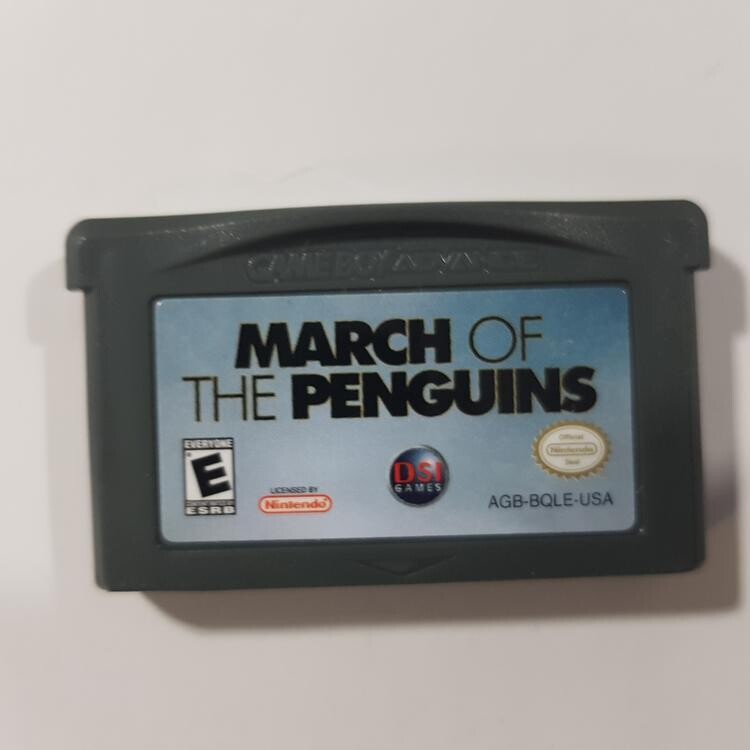 GAME BOY ADVANCE
MARCH OF
THE PENGUINS
EVERYONE
E
ESRB
LICENSED BY
Nintendo
DSI
GAMES
Official
Nintendo
Seal
AGB-BQLE-USA